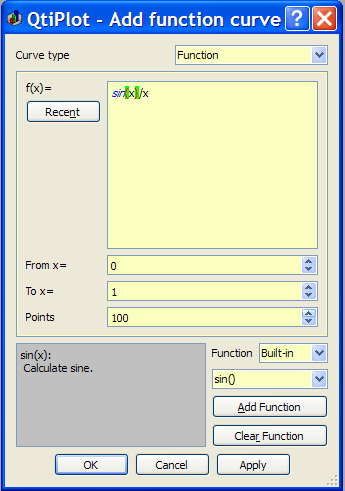 QtiPlot - Add function curve
Curve type Function
f(x)= sin(x)/x
Recent
From x= 0
To x= 1
Points 100
sin(x):
Calculate sine.
Function Built-in
sin()
Add Function
Clear Function
OK Cancel Apply